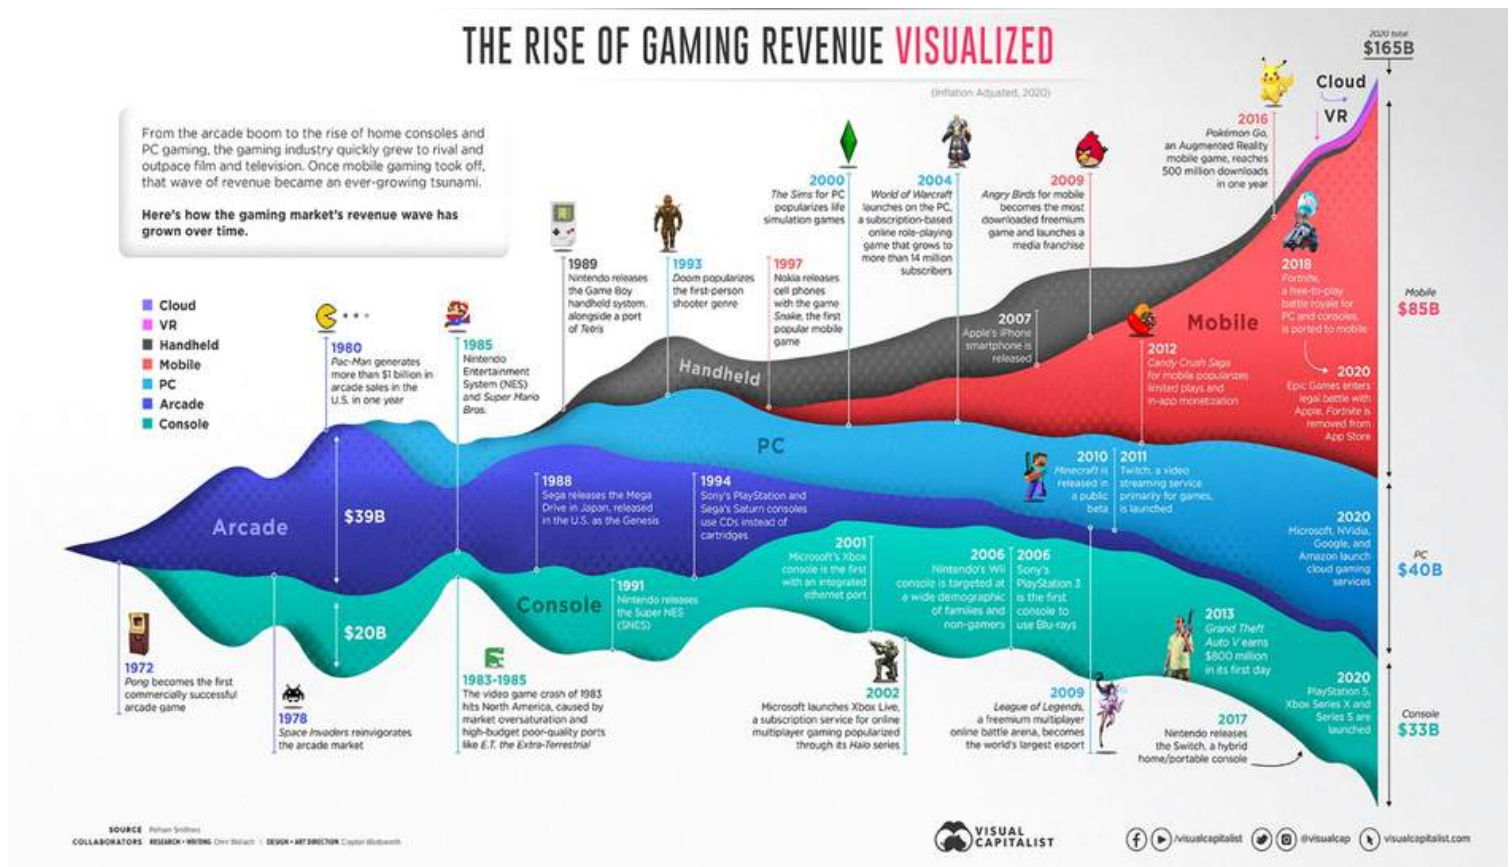 THE RISE OF GAMING REVENUE VISUALIZED
(Inflation Adjusted, 2020)
2020 total
$165B
From the arcade boom to the rise of home consoles and
PC gaming, the gaming industry quickly grew to rival and
outpace film and television. Once mobile gaming took off,
that wave of revenue became an ever-growing tsunami.
Here's how the gaming market's revenue wave has
grown over time.
Cloud
VR
Handheld
Mobile
PC
Arcade
Console
1980
Pac-Man generates
more than $1 billion in
arcade sales in the
U.S. in one year
1985
Nintendo
Entertainment
System (NES)
and Super Mario
Bros.
1989
Nintendo releases
the Game Boy
handheld system,
alongside a port
of Tetris
1993
Doom popularizes
the first-person
shooter genre
1997
Nokia releases
cell phones
with the game
Snake, the first
popular mobile
game
2000
The Sims for PC
popularizes life
simulation games
2004
World of Warcraft
launches on the PC,
a subscription-based
online role-playing
game that grows to
more than 14 million
subscribers
2009
Angry Birds for mobile
becomes the most
downloaded freemium
game and launches a
media franchise
2016
Pokémon Go,
an Augmented Reality
mobile game, reaches
500 million downloads
in one year
Cloud
VR
2007
Apple's iPhone
smartphone is
released
2012
Candy Crush Saga
for mobile popularizes
limited plays and
in-app monetization
Mobile
2018
Fortnite,
a free-to-play
battle royale for
PC and consoles,
is ported to mobile
2020
Epic Games enters
legal battle with
Apple, Fortnite is
removed from
App Store
Mobile
$85B
Handheld
PC
Arcade
$39B
1988
Sega releases the Mega
Drive in Japan, released
in the U.S. as the Genesis
1994
Sony's PlayStation and
Sega's Saturn consoles
use CDs instead of
cartridges
2010
Minecraft is
released in
a public
beta
2011
Twitch, a video
streaming service
primarily for games,
is launched
2020
Microsoft, NVidia,
Google, and
Amazon launch
cloud gaming
services
PC
$40B
2001
Microsoft's Xbox
console is the first
with an integrated
ethernet port
2006
Nintendo's Wii
console is targeted at
a wide demographic
of families and
non-gamers
2006
Sony's
PlayStation 3
is the first
console to
use Blu-rays
Console
$20B
1991
Nintendo releases
the Super NES
(SNES)
2013
Grand Theft
Auto V earns
$800 million
in its first day
2020
PlayStation 5,
Xbox Series X and
Series S are
launched
Console
$33B
1972
Pong becomes the first
commercially successful
arcade game
1978
Space Invaders reinvigorates
the arcade market
1983-1985
The video game crash of 1983
hits North America, caused by
market oversaturation and
high-budget poor-quality ports
like E.T. the Extra-Terrestrial
2002
Microsoft launches Xbox Live,
a subscription service for online
multiplayer gaming popularized
through its Halo series
2009
League of Legends,
a freemium multiplayer
online battle arena, becomes
the world's largest esport
2017
Nintendo releases
the Switch, a hybrid
home/portable console
SOURCE Pelham Smithers
COLLABORATORS RESEARCH + WRITING Omri Wallach | DESIGN + ART DIRECTION Clayton Wadsworth
VISUAL
CAPITALIST
/visualcapitalist @visualcap visualcapitalist.com